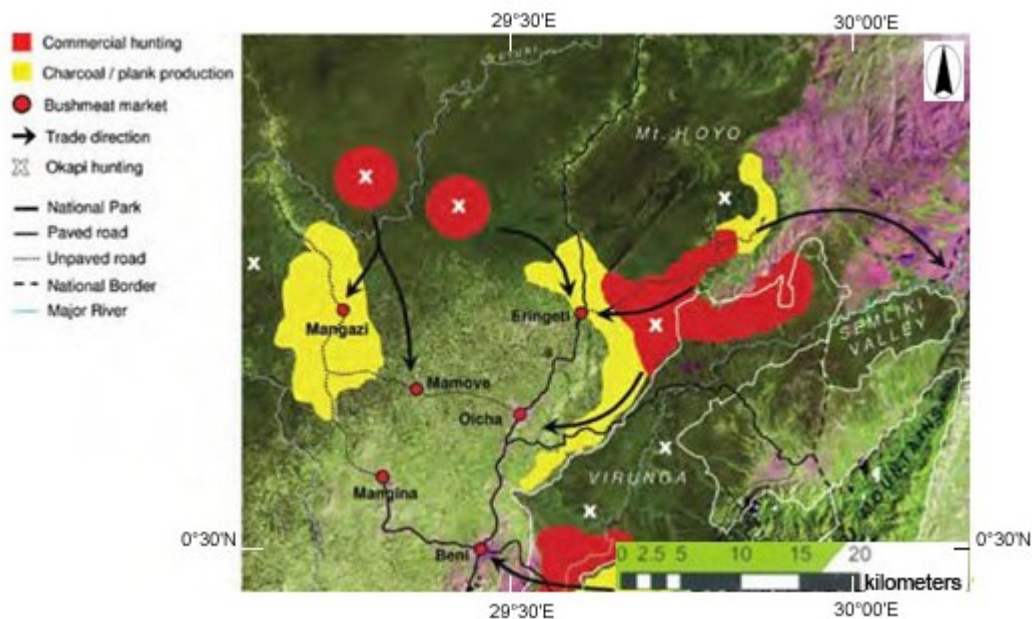 29°30'E
30°00'E
Commercial hunting
Charcoal / plank production
Bushmeat market
Trade direction
X Okapi hunting
National Park
Paved road
Unpaved road
National Border
Major River
Mt. HOYO
X
X
X
X
Eringeti
X
SEMLIKI
VALLEY
Mangazi
Mamove
Oicha
X
VIRUNGA
MOUNTAINS
Mangina
X
0°30'N
Beni
0 2.5 5 10 15 20
kilometers
0°30'N
29°30'E
30°00'E